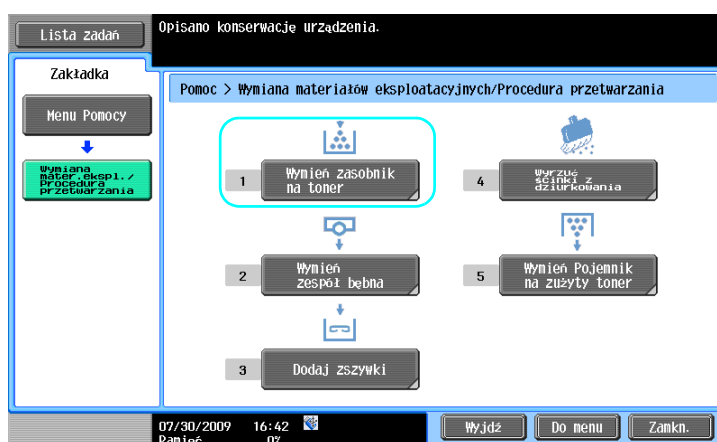 Lista zadań
Opisano konserwację urządzenia.
Zakładka
Menu Pomocy
Wymiana
mater.ekspl./
Procedura
przetwarzania
Pomoc > Wymiana materiałów eksploatacyjnych/Procedura przetwarzania
1
Wymień zasobnik
na toner
2
Wymień
zespół bębna
3
Dodaj zszywki
4
Wyrzuć
ścinki z
dziurkowania
5
Wymień Pojemnik
na zużyty toner
07/30/2009 16:42
Pamięć 0%
Wyjdź
Do menu
Zamkn.